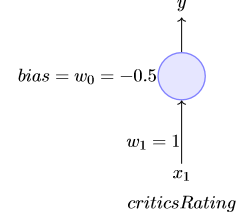 y
bias = w₀ = −0.5
w₁ = 1
x₁
criticsRating